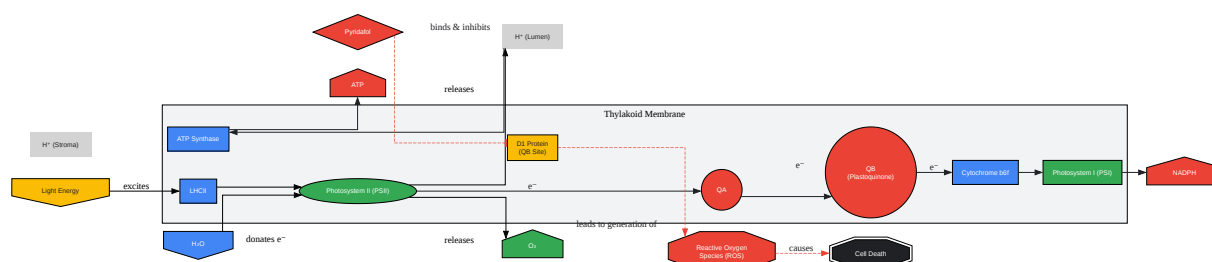 Pyridafol
binds & inhibits
H⁺ (Lumen)
ATP
releases
Thylakoid Membrane
ATP Synthase
H⁺ (Stroma)
D1 Protein
(QB Site)
Light Energy
excites
LHCII
Photosystem II (PSII)
e⁻
QA
e⁻
QB
(Plastoquinone)
e⁻
Cytochrome b6f
Photosystem I (PSI)
NADPH
H₂O
donates e⁻
releases
O₂
leads to generation of
Reactive Oxygen
Species (ROS)
causes
Cell Death